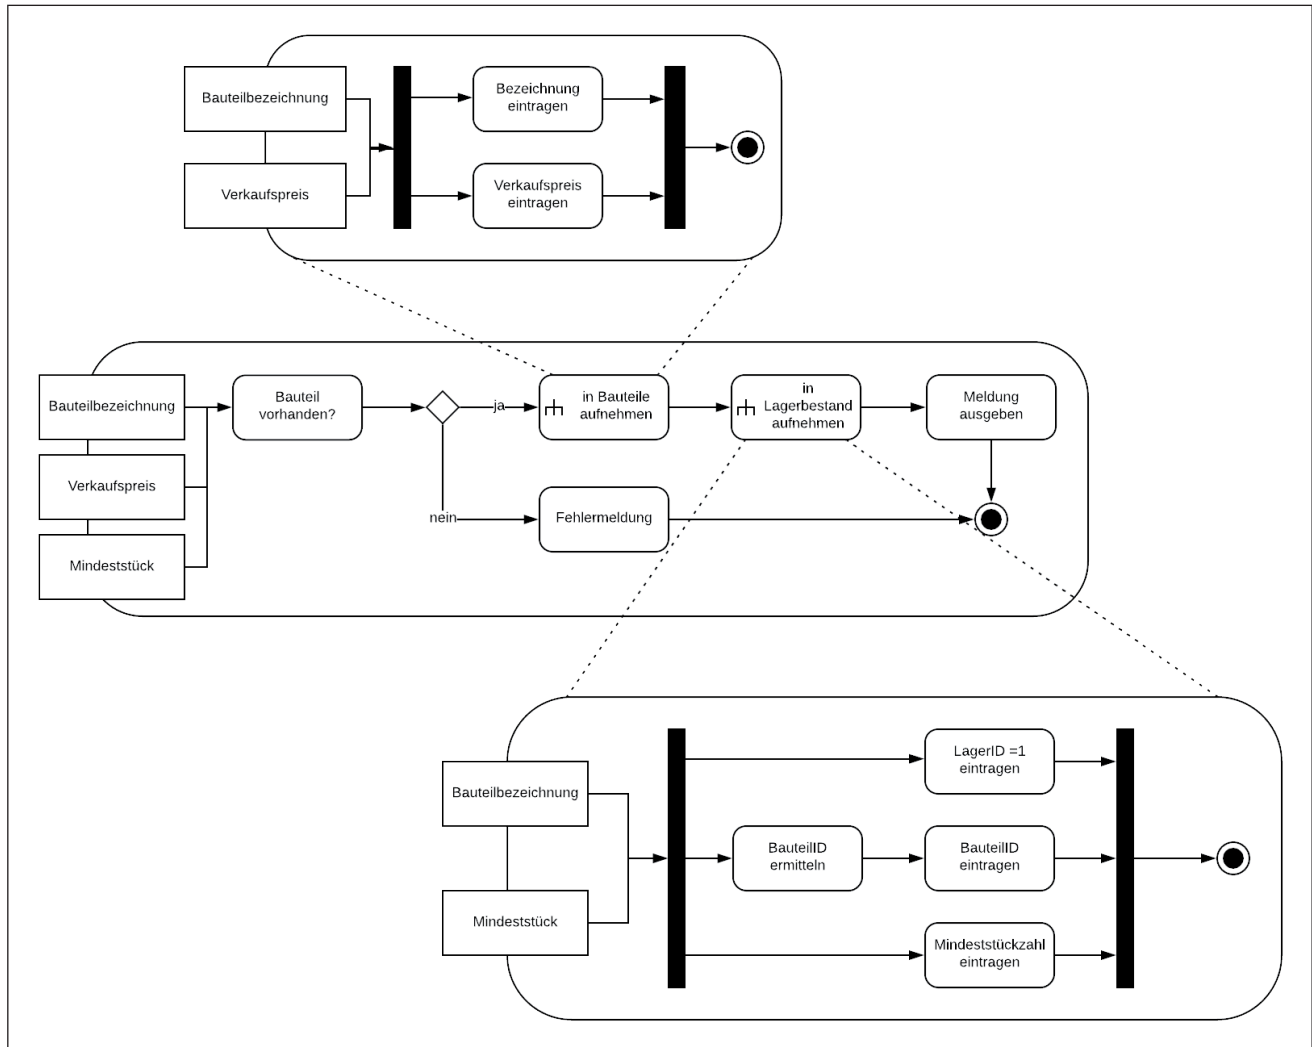 Bauteilbezeichnung
Verkaufspreis
Bezeichnung
eintragen
Verkaufspreis
eintragen
Bauteilbezeichnung
Verkaufspreis
Mindeststück
Bauteil
vorhanden?
ja
nein
in Bauteile
aufnehmen
Fehlermeldung
in
Lagerbestand
aufnehmen
Meldung
ausgeben
Bauteilbezeichnung
Mindeststück
BauteilID
ermitteln
LagerID =1
eintragen
BauteilID
eintragen
Mindeststückzahl
eintragen